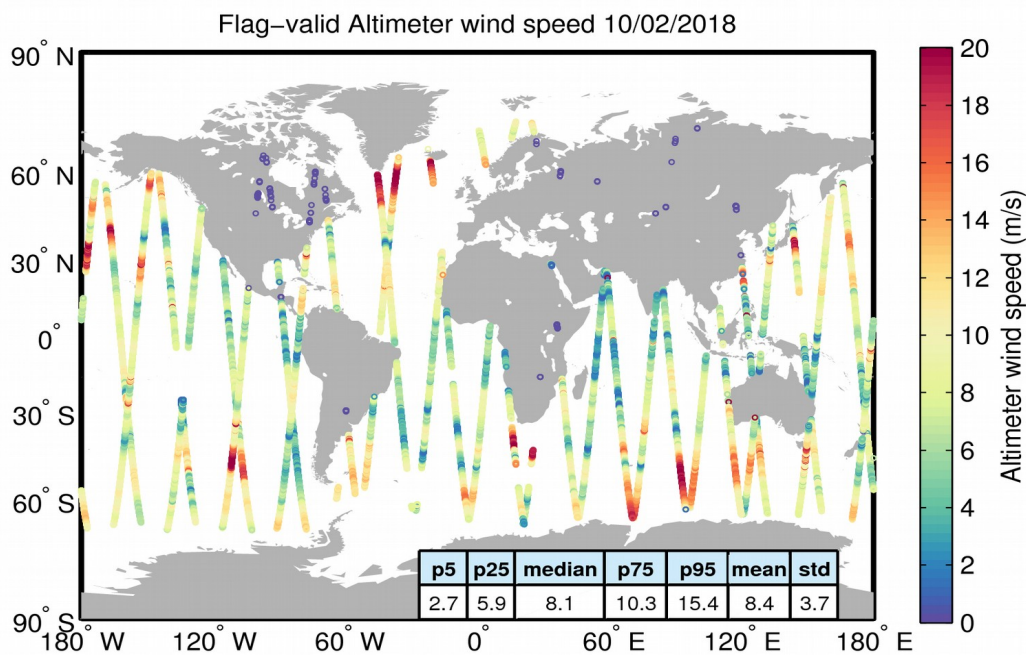 Flag−valid Altimeter wind speed 10/02/2018
90° N
60° N
30° N
0°
30° S
60° S
90° S
180° W
120° W
60° W
0°
60° E
120° E
180° E
p5 p25 median p75 p95 mean std
2.7 5.9 8.1 10.3 15.4 8.4 3.7
20
18
16
14
12
10
8
6
4
2
0
Altimeter wind speed (m/s)